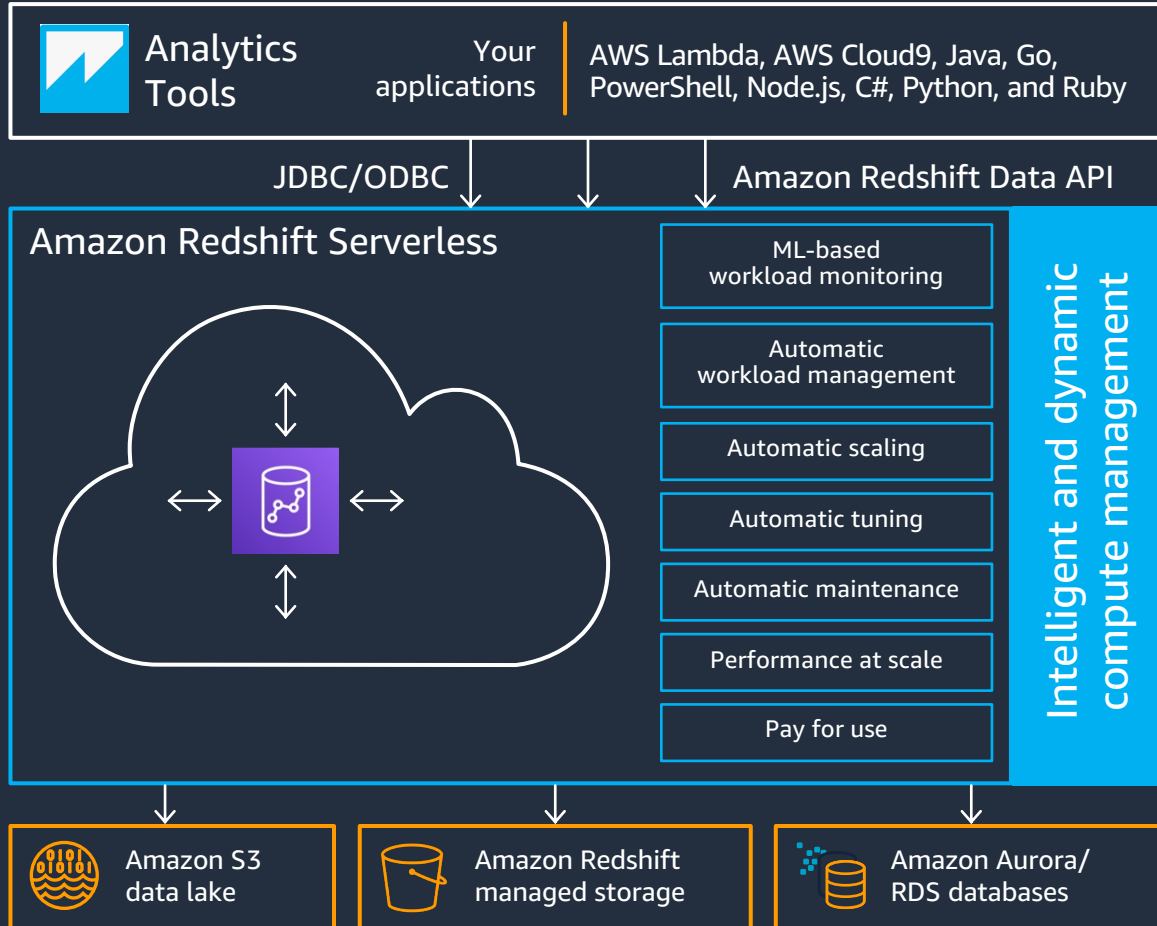 Analytics
Tools
Your
applications
AWS Lambda, AWS Cloud9, Java, Go,
PowerShell, Node.js, C#, Python, and Ruby
JDBC/ODBC
Amazon Redshift Data API
Amazon Redshift Serverless
ML-based
workload monitoring
Automatic
workload management
Automatic scaling
Automatic tuning
Automatic maintenance
Performance at scale
Pay for use
Intelligent and dynamic
compute management
010
01010
Amazon S3
data lake
Amazon Redshift
managed storage
Amazon Aurora/
RDS databases